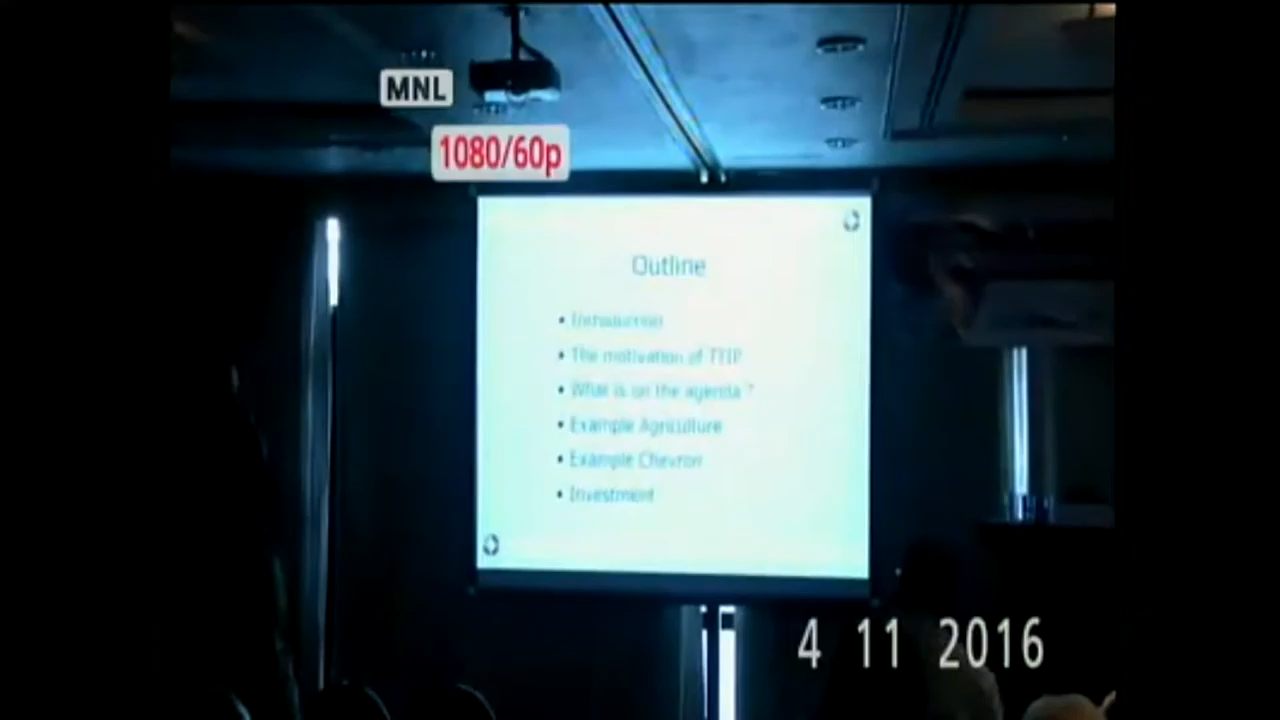 MNL
1080/60p
Outline
• Introduction
• The motivation of TTIP
• What is on the agenda ?
• Example Agriculture
• Example Chevron
• Investment
4 11 2016